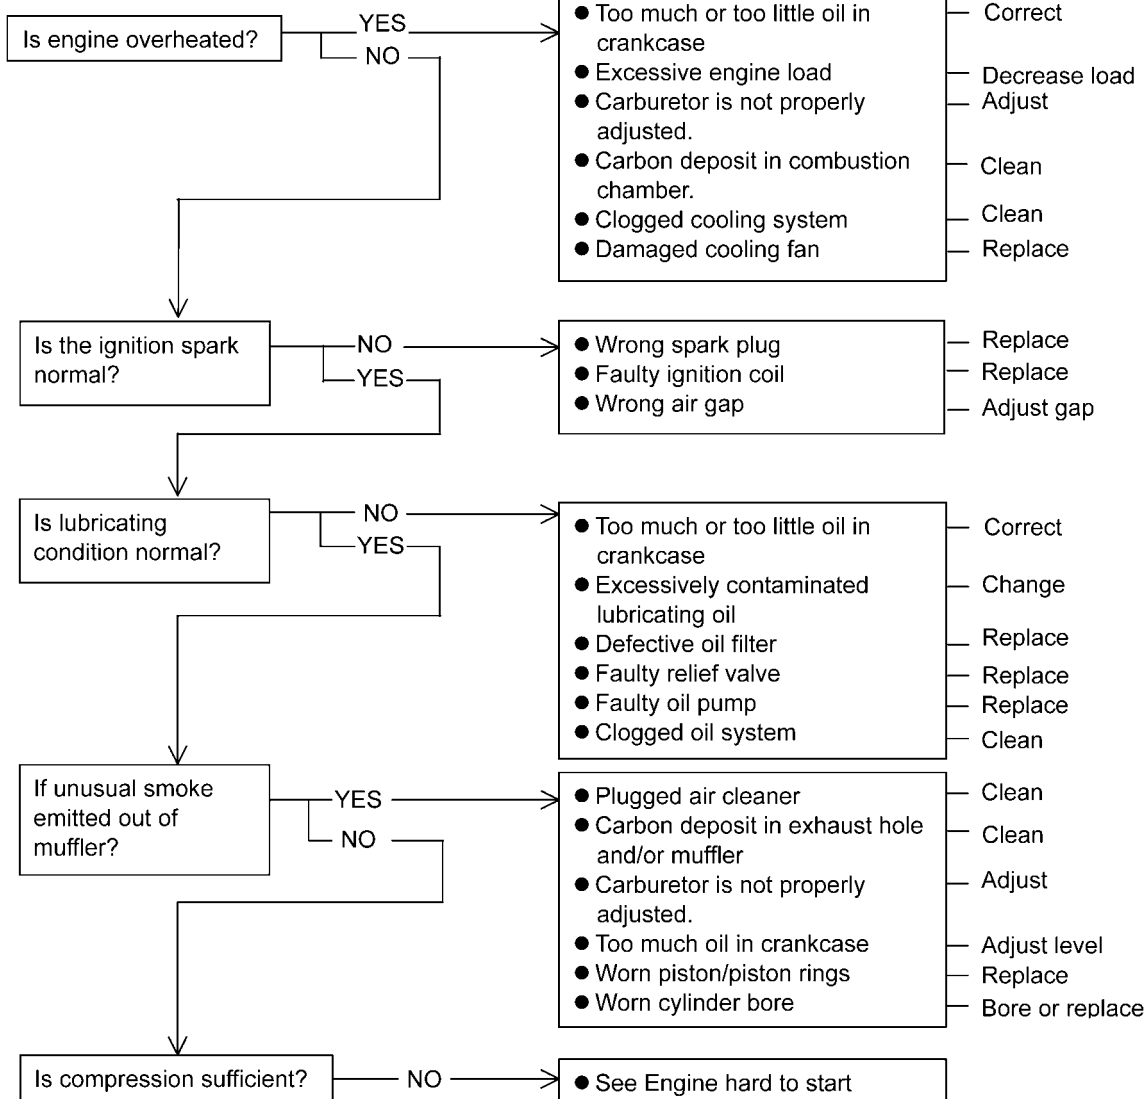 Is engine overheated?
YES
NO
● Too much or too little oil in
crankcase
● Excessive engine load
● Carburetor is not properly
adjusted.
● Carbon deposit in combustion
chamber.
● Clogged cooling system
● Damaged cooling fan
Correct
Decrease load
Adjust
Clean
Clean
Replace
Is the ignition spark
normal?
NO
YES
● Wrong spark plug
● Faulty ignition coil
● Wrong air gap
Replace
Replace
Adjust gap
Is lubricating
condition normal?
NO
YES
● Too much or too little oil in
crankcase
● Excessively contaminated
lubricating oil
● Defective oil filter
● Faulty relief valve
● Faulty oil pump
● Clogged oil system
Correct
Change
Replace
Replace
Replace
Clean
If unusual smoke
emitted out of
muffler?
YES
NO
● Plugged air cleaner
● Carbon deposit in exhaust hole
and/or muffler
● Carburetor is not properly
adjusted.
● Too much oil in crankcase
● Worn piston/piston rings
● Worn cylinder bore
Clean
Clean
Adjust
Adjust level
Replace
Bore or replace
Is compression sufficient?
NO
● See Engine hard to start